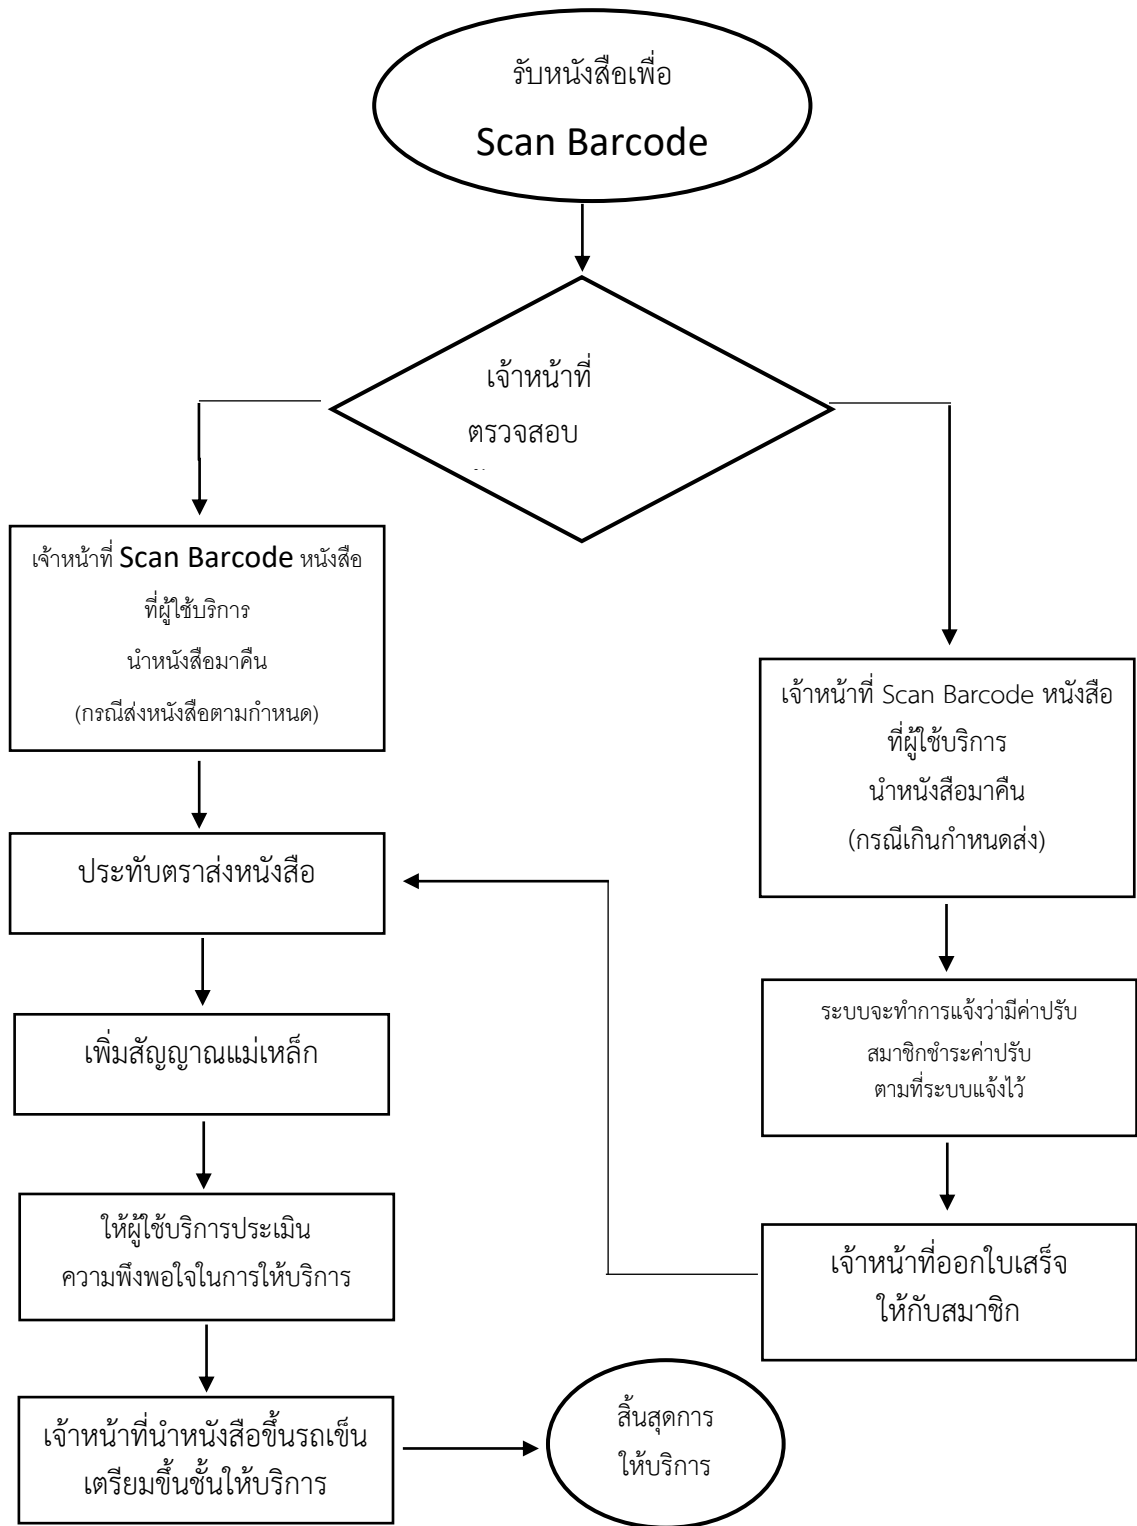 รับหนังสือเพื่อ
Scan Barcode
เจ้าหน้าที่
ตรวจสอบ
เจ้าหน้าที่ Scan Barcode หนังสือ
ที่ผู้ใช้บริการ
นำหนังสือมาคืน
(กรณีส่งหนังสือตามกำหนด)
ประทับตราส่งหนังสือ
เพิ่มสัญญาณแม่เหล็ก
ให้ผู้ใช้บริการประเมิน
ความพึงพอใจในการให้บริการ
เจ้าหน้าที่นำหนังสือขึ้นรถเข็น
เตรียมขึ้นชั้นให้บริการ
เจ้าหน้าที่ Scan Barcode หนังสือ
ที่ผู้ใช้บริการ
นำหนังสือมาคืน
(กรณีเกินกำหนดส่ง)
ระบบจะทำการแจ้งว่ามีค่าปรับ
สมาชิกชำระค่าปรับ
ตามที่ระบบแจ้งไว้
เจ้าหน้าที่ออกใบเสร็จ
ให้กับสมาชิก
สิ้นสุดการ
ให้บริการ